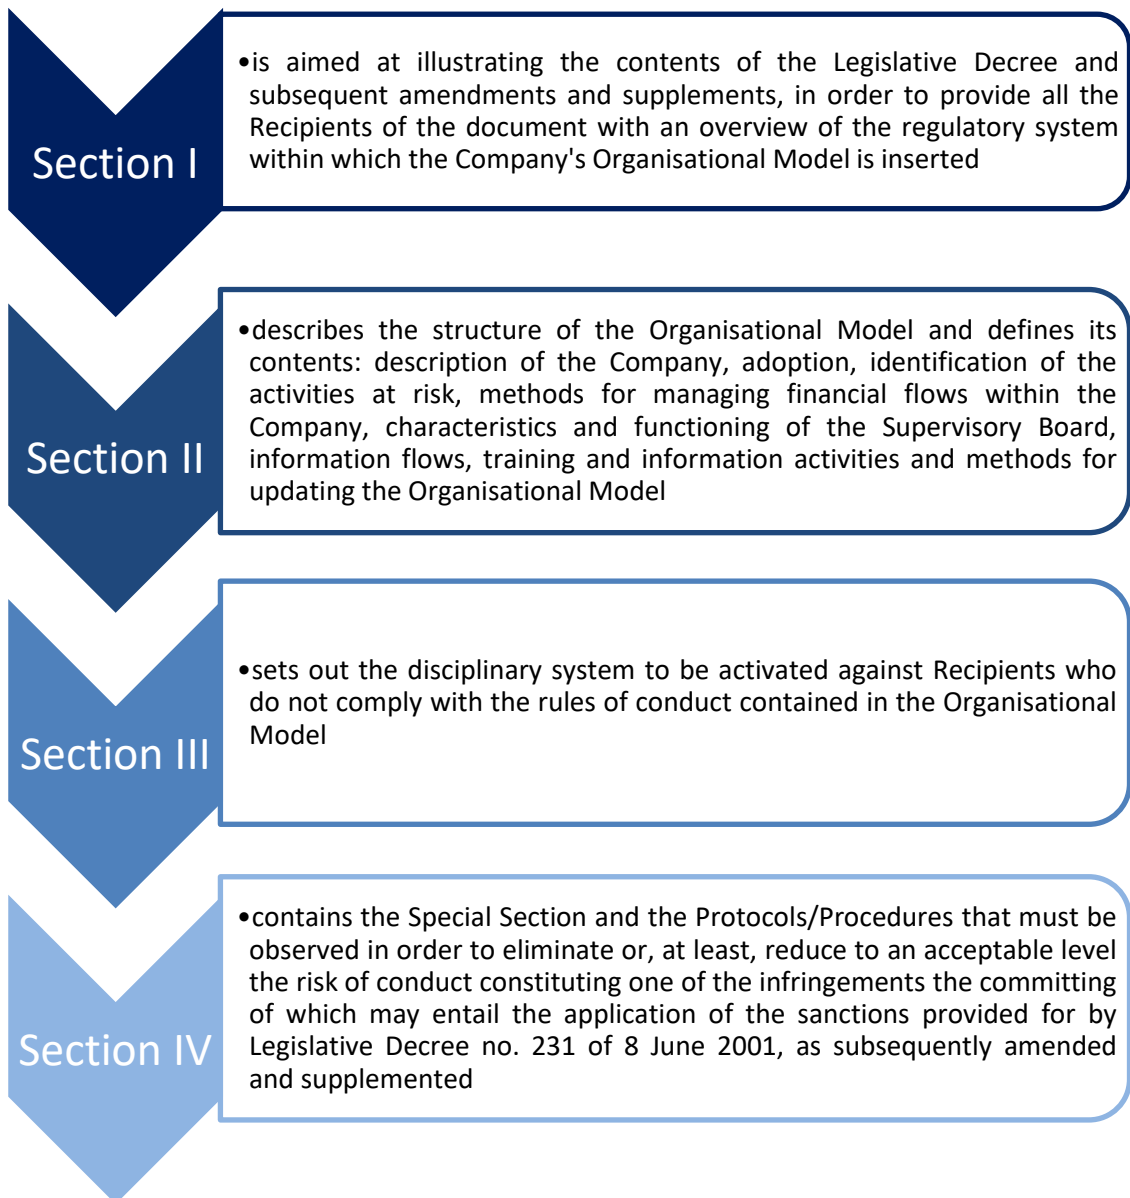 Section I
•is aimed at illustrating the contents of the Legislative Decree and
subsequent amendments and supplements, in order to provide all the
Recipients of the document with an overview of the regulatory system
within which the Company's Organisational Model is inserted
Section II
•describes the structure of the Organisational Model and defines its
contents: description of the Company, adoption, identification of the
activities at risk, methods for managing financial flows within the
Company, characteristics and functioning of the Supervisory Board,
information flows, training and information activities and methods for
updating the Organisational Model
Section III
•sets out the disciplinary system to be activated against Recipients who
do not comply with the rules of conduct contained in the Organisational
Model
Section IV
•contains the Special Section and the Protocols/Procedures that must be
observed in order to eliminate or, at least, reduce to an acceptable level
the risk of conduct constituting one of the infringements the committing
of which may entail the application of the sanctions provided for by
Legislative Decree no. 231 of 8 June 2001, as subsequently amended
and supplemented